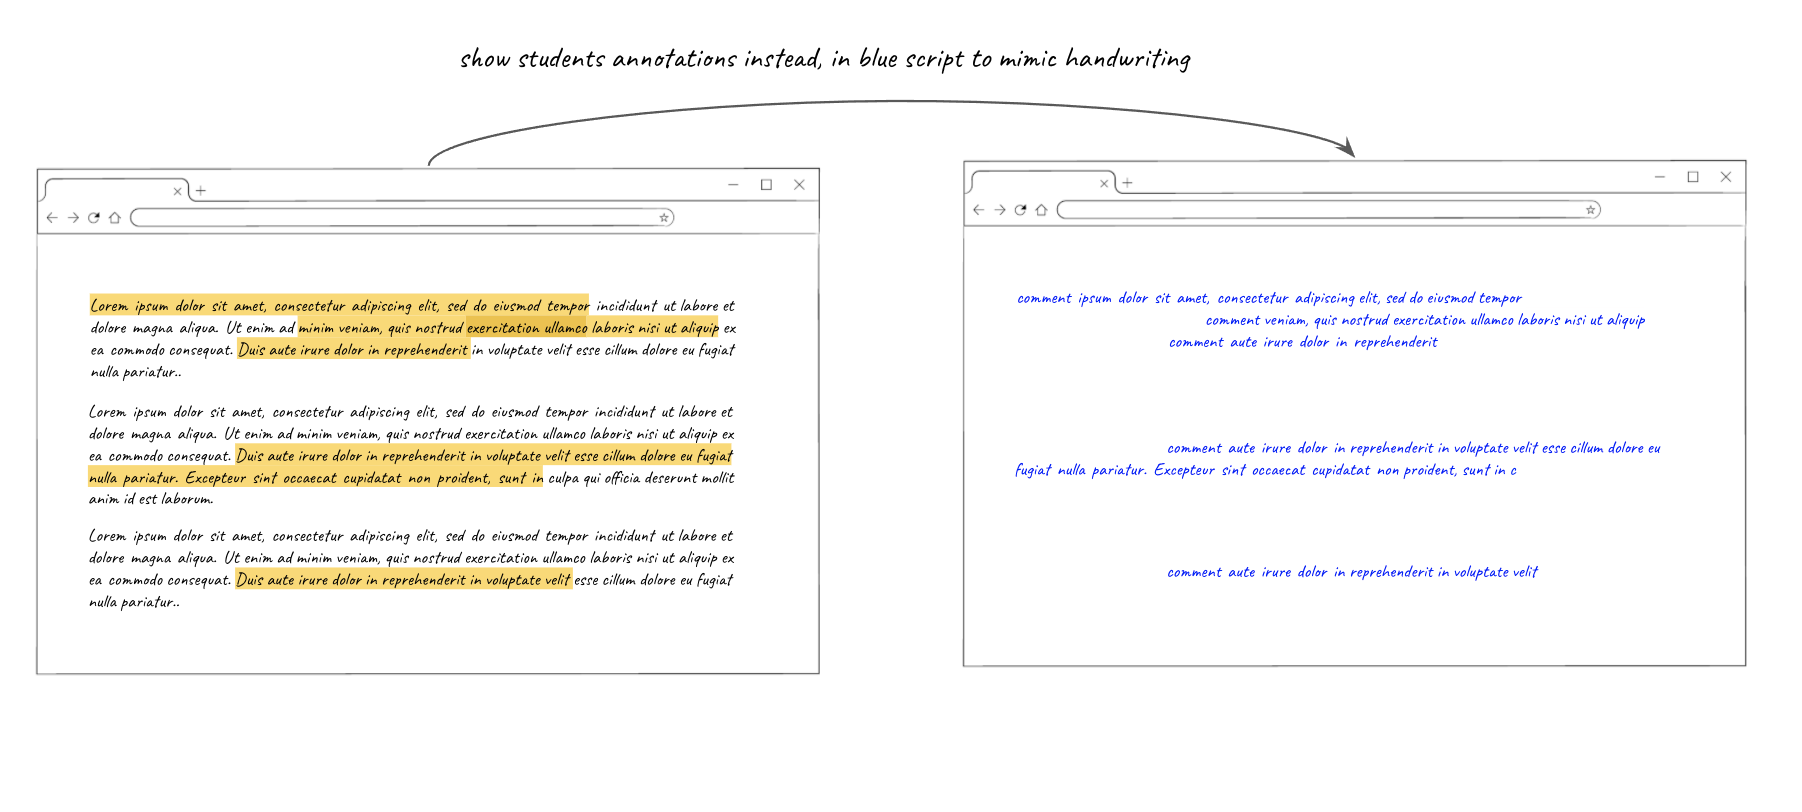 show students annotations instead, in blue script to mimic handwriting
Lorem ipsum dolor sit amet, consectetur adipiscing elit, sed do eiusmod tempor incididunt ut labore et
dolore magna aliqua. Ut enim ad minim veniam, quis nostrud exercitation ullamco laboris nisi ut aliquip ex
ea commodo consequat. Duis aute irure dolor in reprehenderit in voluptate velit esse cillum dolore eu fugiat
nulla pariatur..
Lorem ipsum dolor sit amet, consectetur adipiscing elit, sed do eiusmod tempor incididunt ut labore et
dolore magna aliqua. Ut enim ad minim veniam, quis nostrud exercitation ullamco laboris nisi ut aliquip ex
ea commodo consequat. Duis aute irure dolor in reprehenderit in voluptate velit esse cillum dolore eu fugiat
nulla pariatur. Excepteur sint occaecat cupidatat non proident, sunt in culpa qui officia deserunt mollit
anim id est laborum.
Lorem ipsum dolor sit amet, consectetur adipiscing elit, sed do eiusmod tempor incididunt ut labore et
dolore magna aliqua. Ut enim ad minim veniam, quis nostrud exercitation ullamco laboris nisi ut aliquip ex
ea commodo consequat. Duis aute irure dolor in reprehenderit in voluptate velit esse cillum dolore eu fugiat
nulla pariatur..
comment ipsum dolor sit amet, consectetur adipiscing elit, sed do eiusmod tempor
comment veniam, quis nostrud exercitation ullamco laboris nisi ut aliquip
comment aute irure dolor in reprehenderit
comment aute irure dolor in reprehenderit in voluptate velit esse cillum dolore eu
fugiat nulla pariatur. Excepteur sint occaecat cupidatat non proident, sunt in c
comment aute irure dolor in reprehenderit in voluptate velit